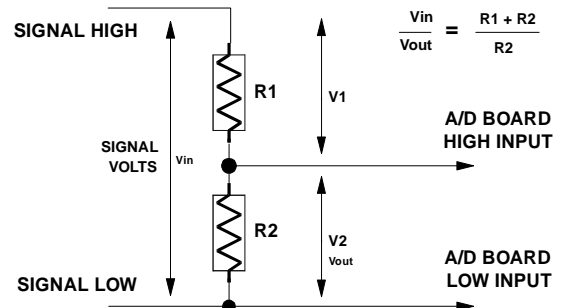 SIGNAL HIGH
Vin
Vout
=
R1 + R2
R2
R1
V1
A/D BOARD
HIGH INPUT
SIGNAL
VOLTS
Vin
R2
V2
Vout
A/D BOARD
LOW INPUT
SIGNAL LOW